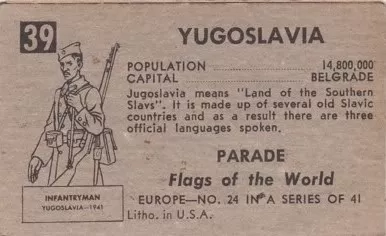 39
YUGOSLAVIA
POPULATION 14,800,000
CAPITAL BELGRADE
Jugoslavia means "Land of the Southern
Slavs". It is made up of several old Slavic
countries and as a result there are three
official languages spoken.
INFANTRYMAN
YUGOSLAVIA-1941
PARADE
Flags of the World
EUROPE—NO. 24 IN A SERIES OF 41
Litho. in U.S.A.